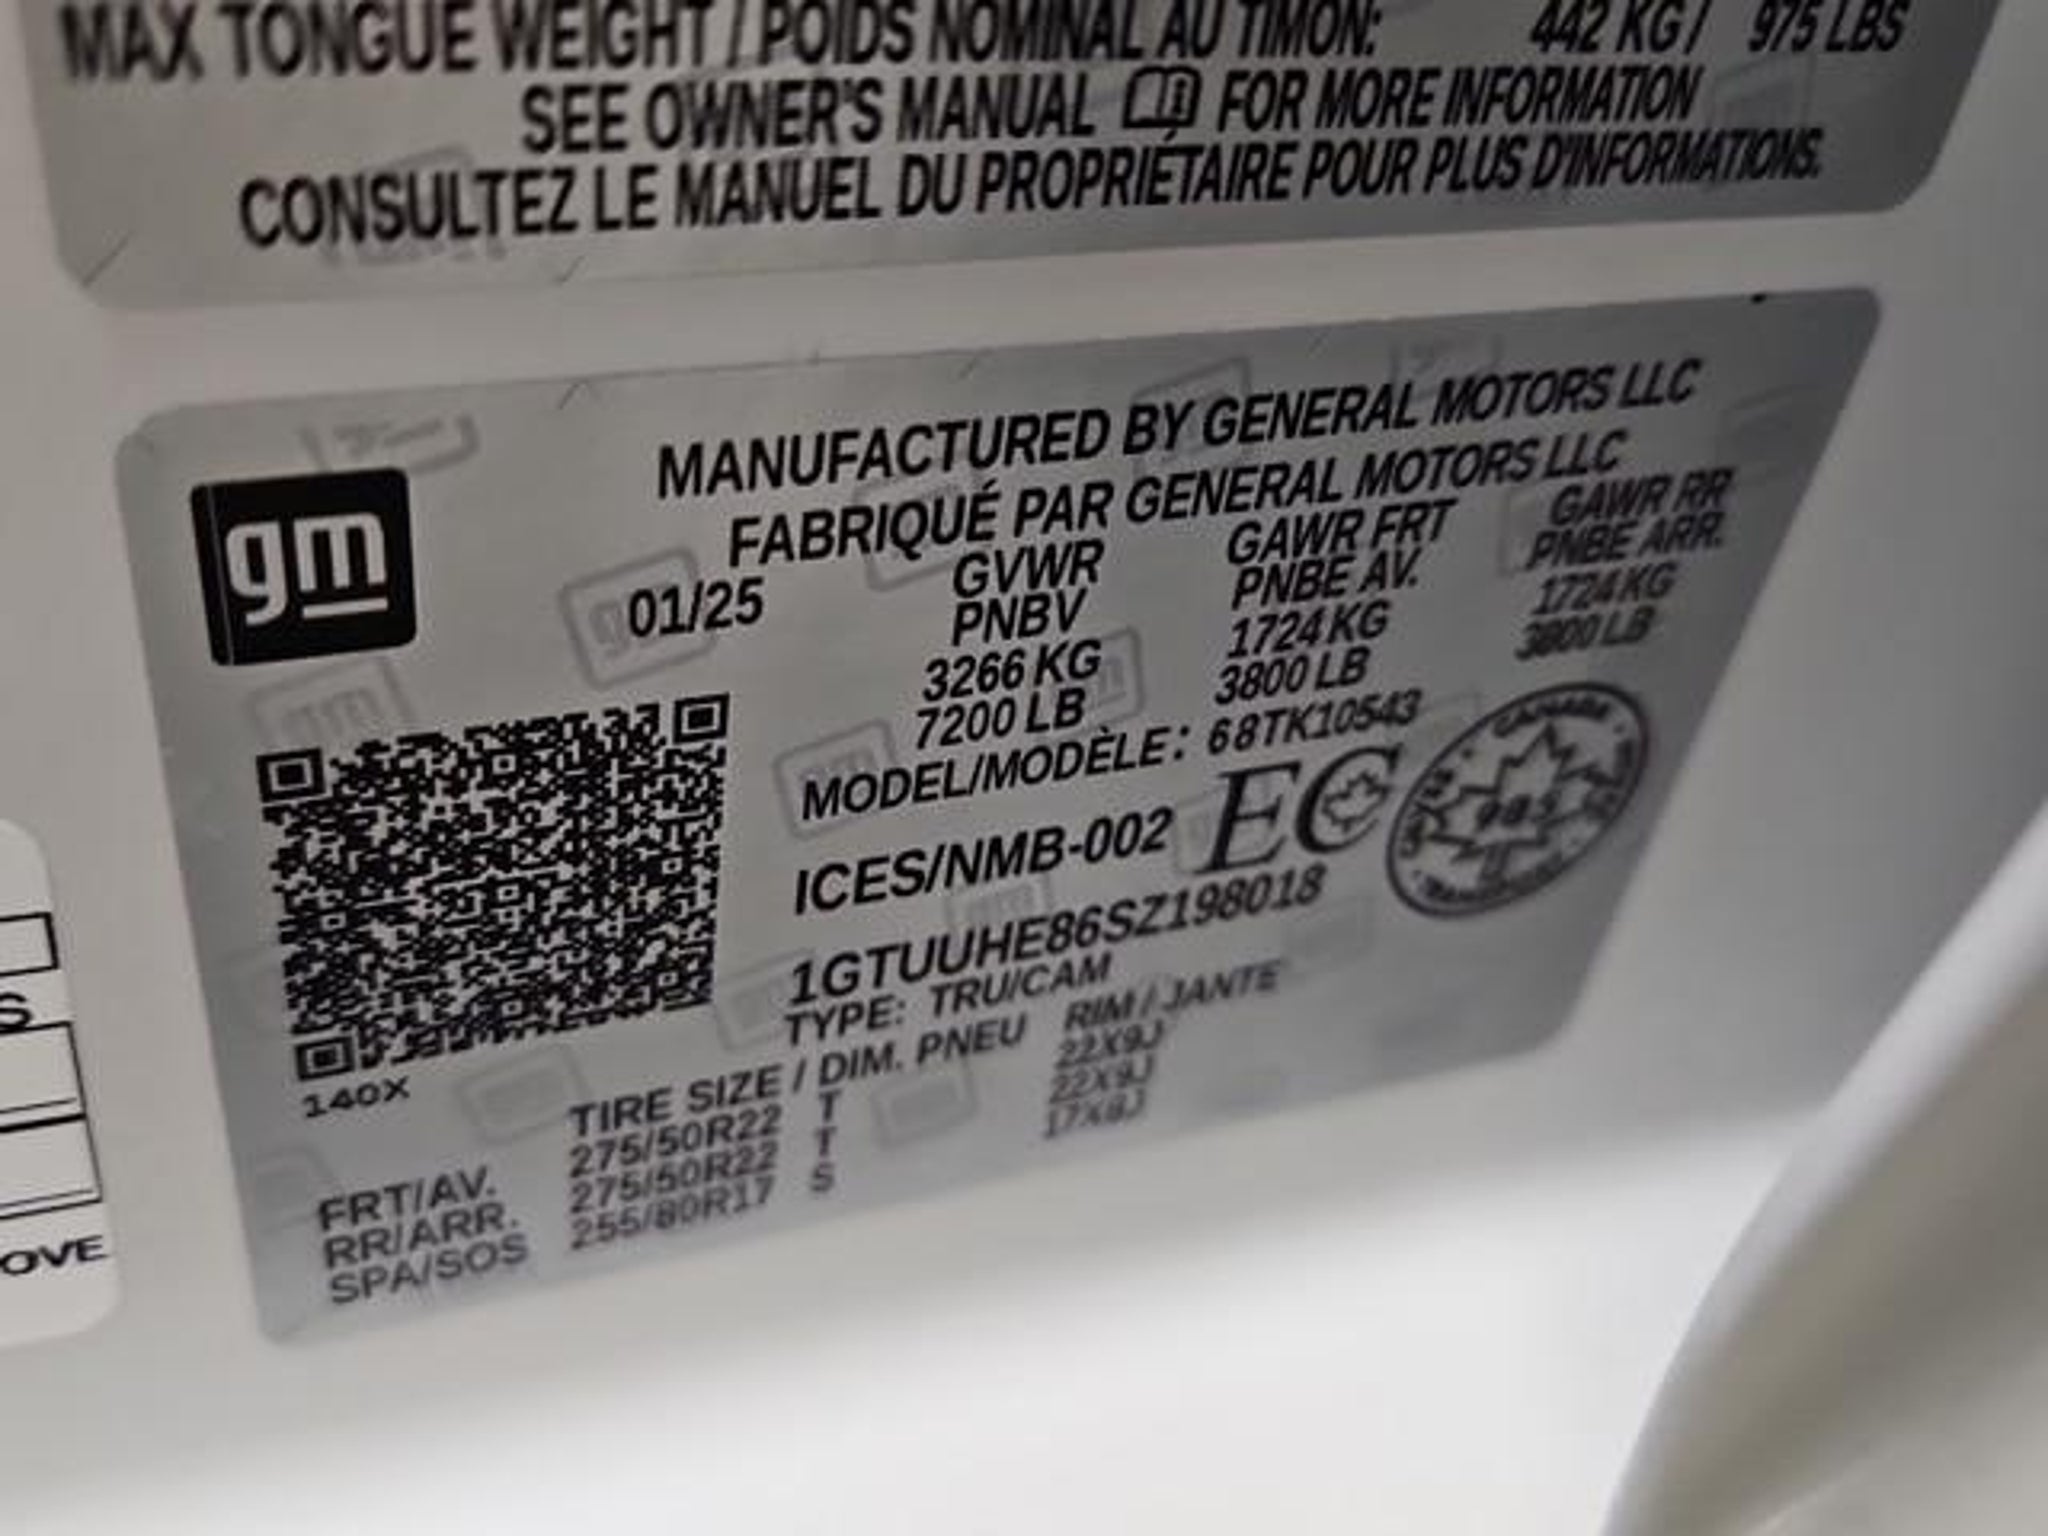 MAX TONGUE WEIGHT / POIDS NOMINAL AU TIMON: 442 KG / 975 LBS
SEE OWNER'S MANUAL FOR MORE INFORMATION
CONSULTEZ LE MANUEL DU PROPRIÉTAIRE POUR PLUS D'INFORMATIONS.
gm
MANUFACTURED BY GENERAL MOTORS LLC
FABRIQUÉ PAR GENERAL MOTORS LLC
01/25 GVWR GAWR FRT GAWR RR
PNBV PNBE AV. PNBE ARR.
3266 KG 1724 KG 1724 KG
7200 LB 3800 LB 3800 LB
MODEL/MODÈLE: 68TK10543
ICES/NMB-002 EC
1GTUUHE86SZ198018
TYPE: TRU/CAM
140X
TIRE SIZE / DIM. PNEU RIM / JANTE
FRT/AV. 275/50R22 T 22X9J
RR/ARR. 275/50R22 T 22X9J
SPA/SOS 255/80R17 S 17X8J
S
OVE